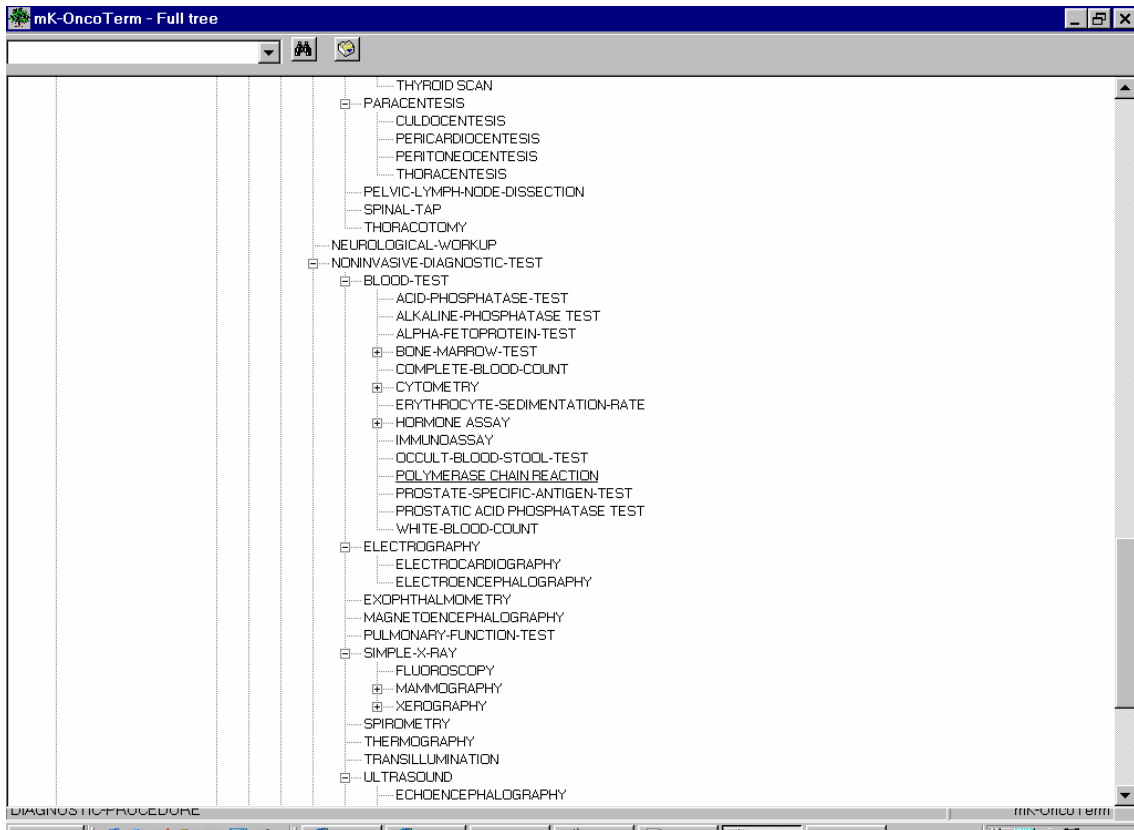 mK-OncoTerm - Full tree
THYROID SCAN
PARACENTESIS
CULDOCENTESIS
PERICARDIOCENTESIS
PERITONEOCENTESIS
THORACENTESIS
PELVIC-LYMPH-NODE-DISSECTION
SPINAL-TAP
THORACOTOMY
NEUROLOGICAL-WORKUP
NONINVASIVE-DIAGNOSTIC-TEST
BLOOD-TEST
ACID-PHOSPHATASE-TEST
ALKALINE-PHOSPHATASE TEST
ALPHA-FETOPROTEIN-TEST
BONE-MARROW-TEST
COMPLETE-BLOOD-COUNT
CYTOMETRY
ERYTHROCYTE-SEDIMENTATION-RATE
HORMONE ASSAY
IMMUNOASSAY
OCCULT-BLOOD-STOOL-TEST
POLYMERASE CHAIN REACTION
PROSTATE-SPECIFIC-ANTIGEN-TEST
PROSTATIC ACID PHOSPHATASE TEST
WHITE-BLOOD-COUNT
ELECTROGRAPHY
ELECTROCARDIOGRAPHY
ELECTROENCEPHALOGRAPHY
EXOPHTHALMOMETRY
MAGNETOENCEPHALOGRAPHY
PULMONARY-FUNCTION-TEST
SIMPLE-X-RAY
FLUOROSCOPY
MAMMOGRAPHY
XEROGRAPHY
SPIROMETRY
THERMOGRAPHY
TRANSILLUMINATION
ULTRASOUND
ECHOENCEPHALOGRAPHY
DIAGNOSTIC-PROCEDURE mK-OncoTerm